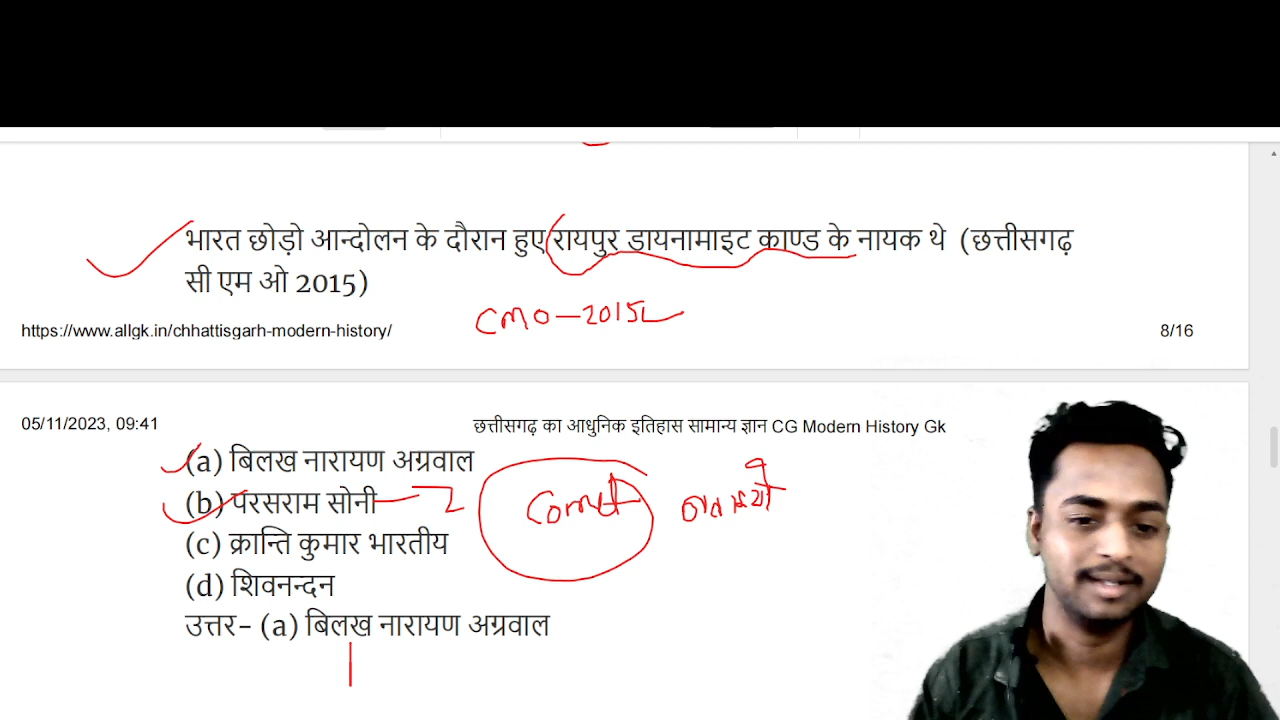 भारत छोड़ो आन्दोलन के दौरान हुए रायपुर डायनामाइट काण्ड के नायक थे (छत्तीसगढ़
सी एम ओ 2015)
CMO-2015
https://www.allgk.in/chhattisgarh-modern-history/ 8/16
05/11/2023, 09:41 छत्तीसगढ़ का आधुनिक इतिहास सामान्य ज्ञान CG Modern History Gk
(a) बिलख नारायण अग्रवाल
(b) परसराम सोनी
(c) क्रान्ति कुमार भारतीय
(d) शिवनन्दन
उत्तर- (a) बिलख नारायण अग्रवाल